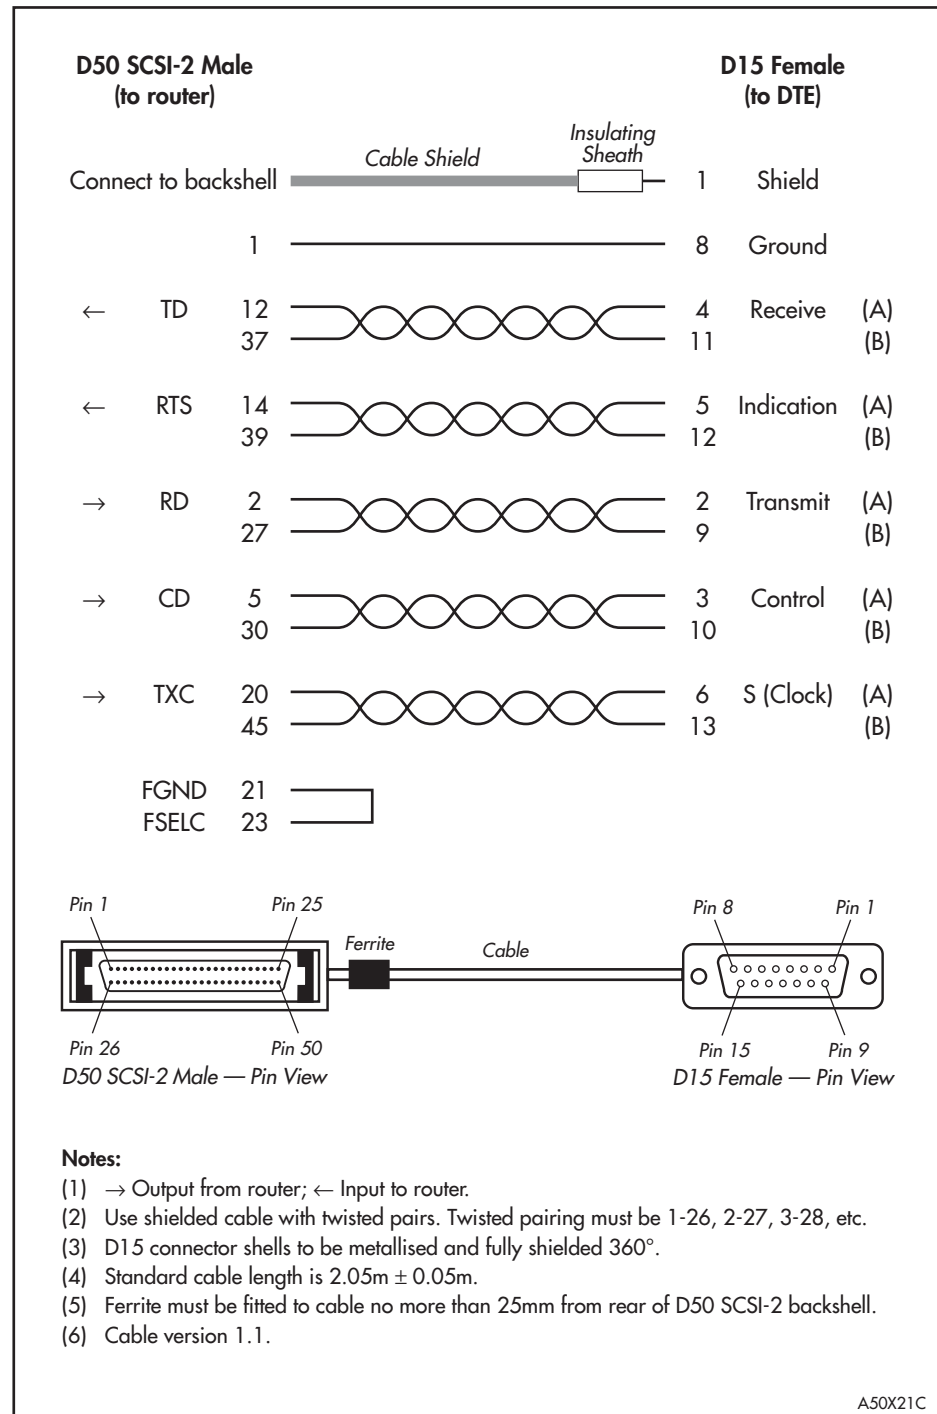 D50 SCSI-2 Male D15 Female
(to router) (to DTE)
Insulating
Cable Shield Sheath
Connect to backshell 1 Shield
1 8 Ground
← TD 12 4 Receive (A)
37 11 (B)
← RTS 14 5 Indication (A)
39 12 (B)
→ RD 2 2 Transmit (A)
27 9 (B)
→ CD 5 3 Control (A)
30 10 (B)
→ TXC 20 6 S (Clock) (A)
45 13 (B)
FGND 21
FSELC 23
Pin 1 Pin 25 Pin 8 Pin 1
Ferrite Cable
Pin 26 Pin 50 Pin 15 Pin 9
D50 SCSI-2 Male — Pin View D15 Female — Pin View
Notes:
(1) → Output from router; ← Input to router.
(2) Use shielded cable with twisted pairs. Twisted pairing must be 1-26, 2-27, 3-28, etc.
(3) D15 connector shells to be metallised and fully shielded 360°.
(4) Standard cable length is 2.05m ± 0.05m.
(5) Ferrite must be fitted to cable no more than 25mm from rear of D50 SCSI-2 backshell.
(6) Cable version 1.1.
A50X21C